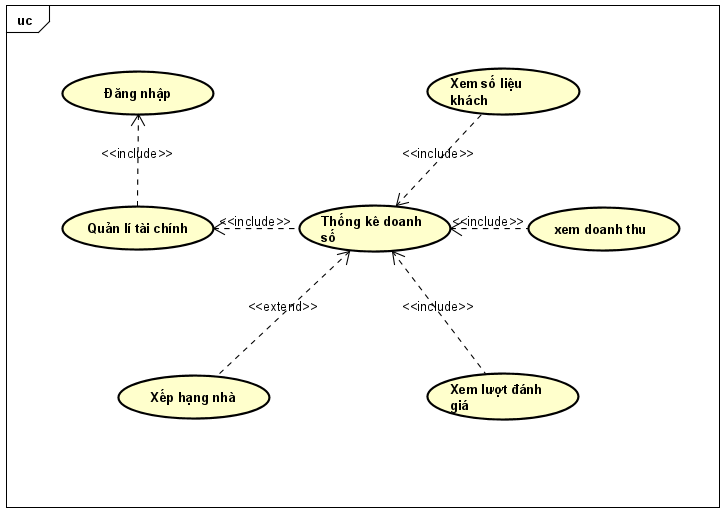 uc
Đăng nhập
Xem số liệu
khách
<<include>>
<<include>>
Quản lí tài chính
<<include>>
Thống kê doanh
số
<<include>>
xem doanh thu
<<extend>>
<<include>>
Xếp hạng nhà
Xem lượt đánh
giá